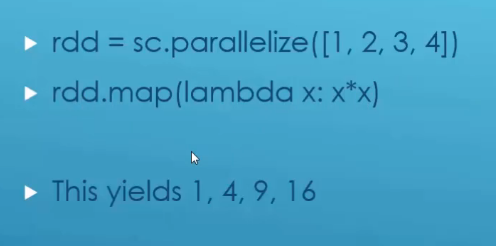 rdd = sc.parallelize([1, 2, 3, 4])
rdd.map(lambda x: x*x)
This yields 1, 4, 9, 16